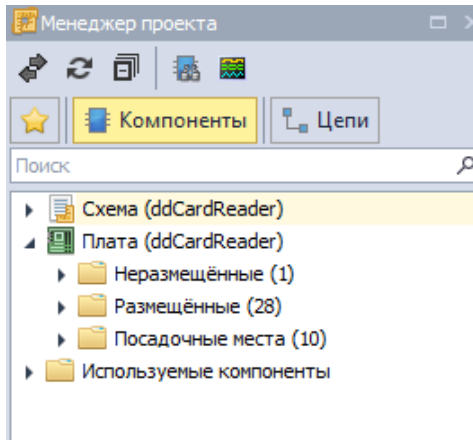 Менеджер проекта
Компоненты Цепи
Поиск
Схема (ddCardReader)
Плата (ddCardReader)
Неразмещённые (1)
Размещённые (28)
Посадочные места (10)
Используемые компоненты